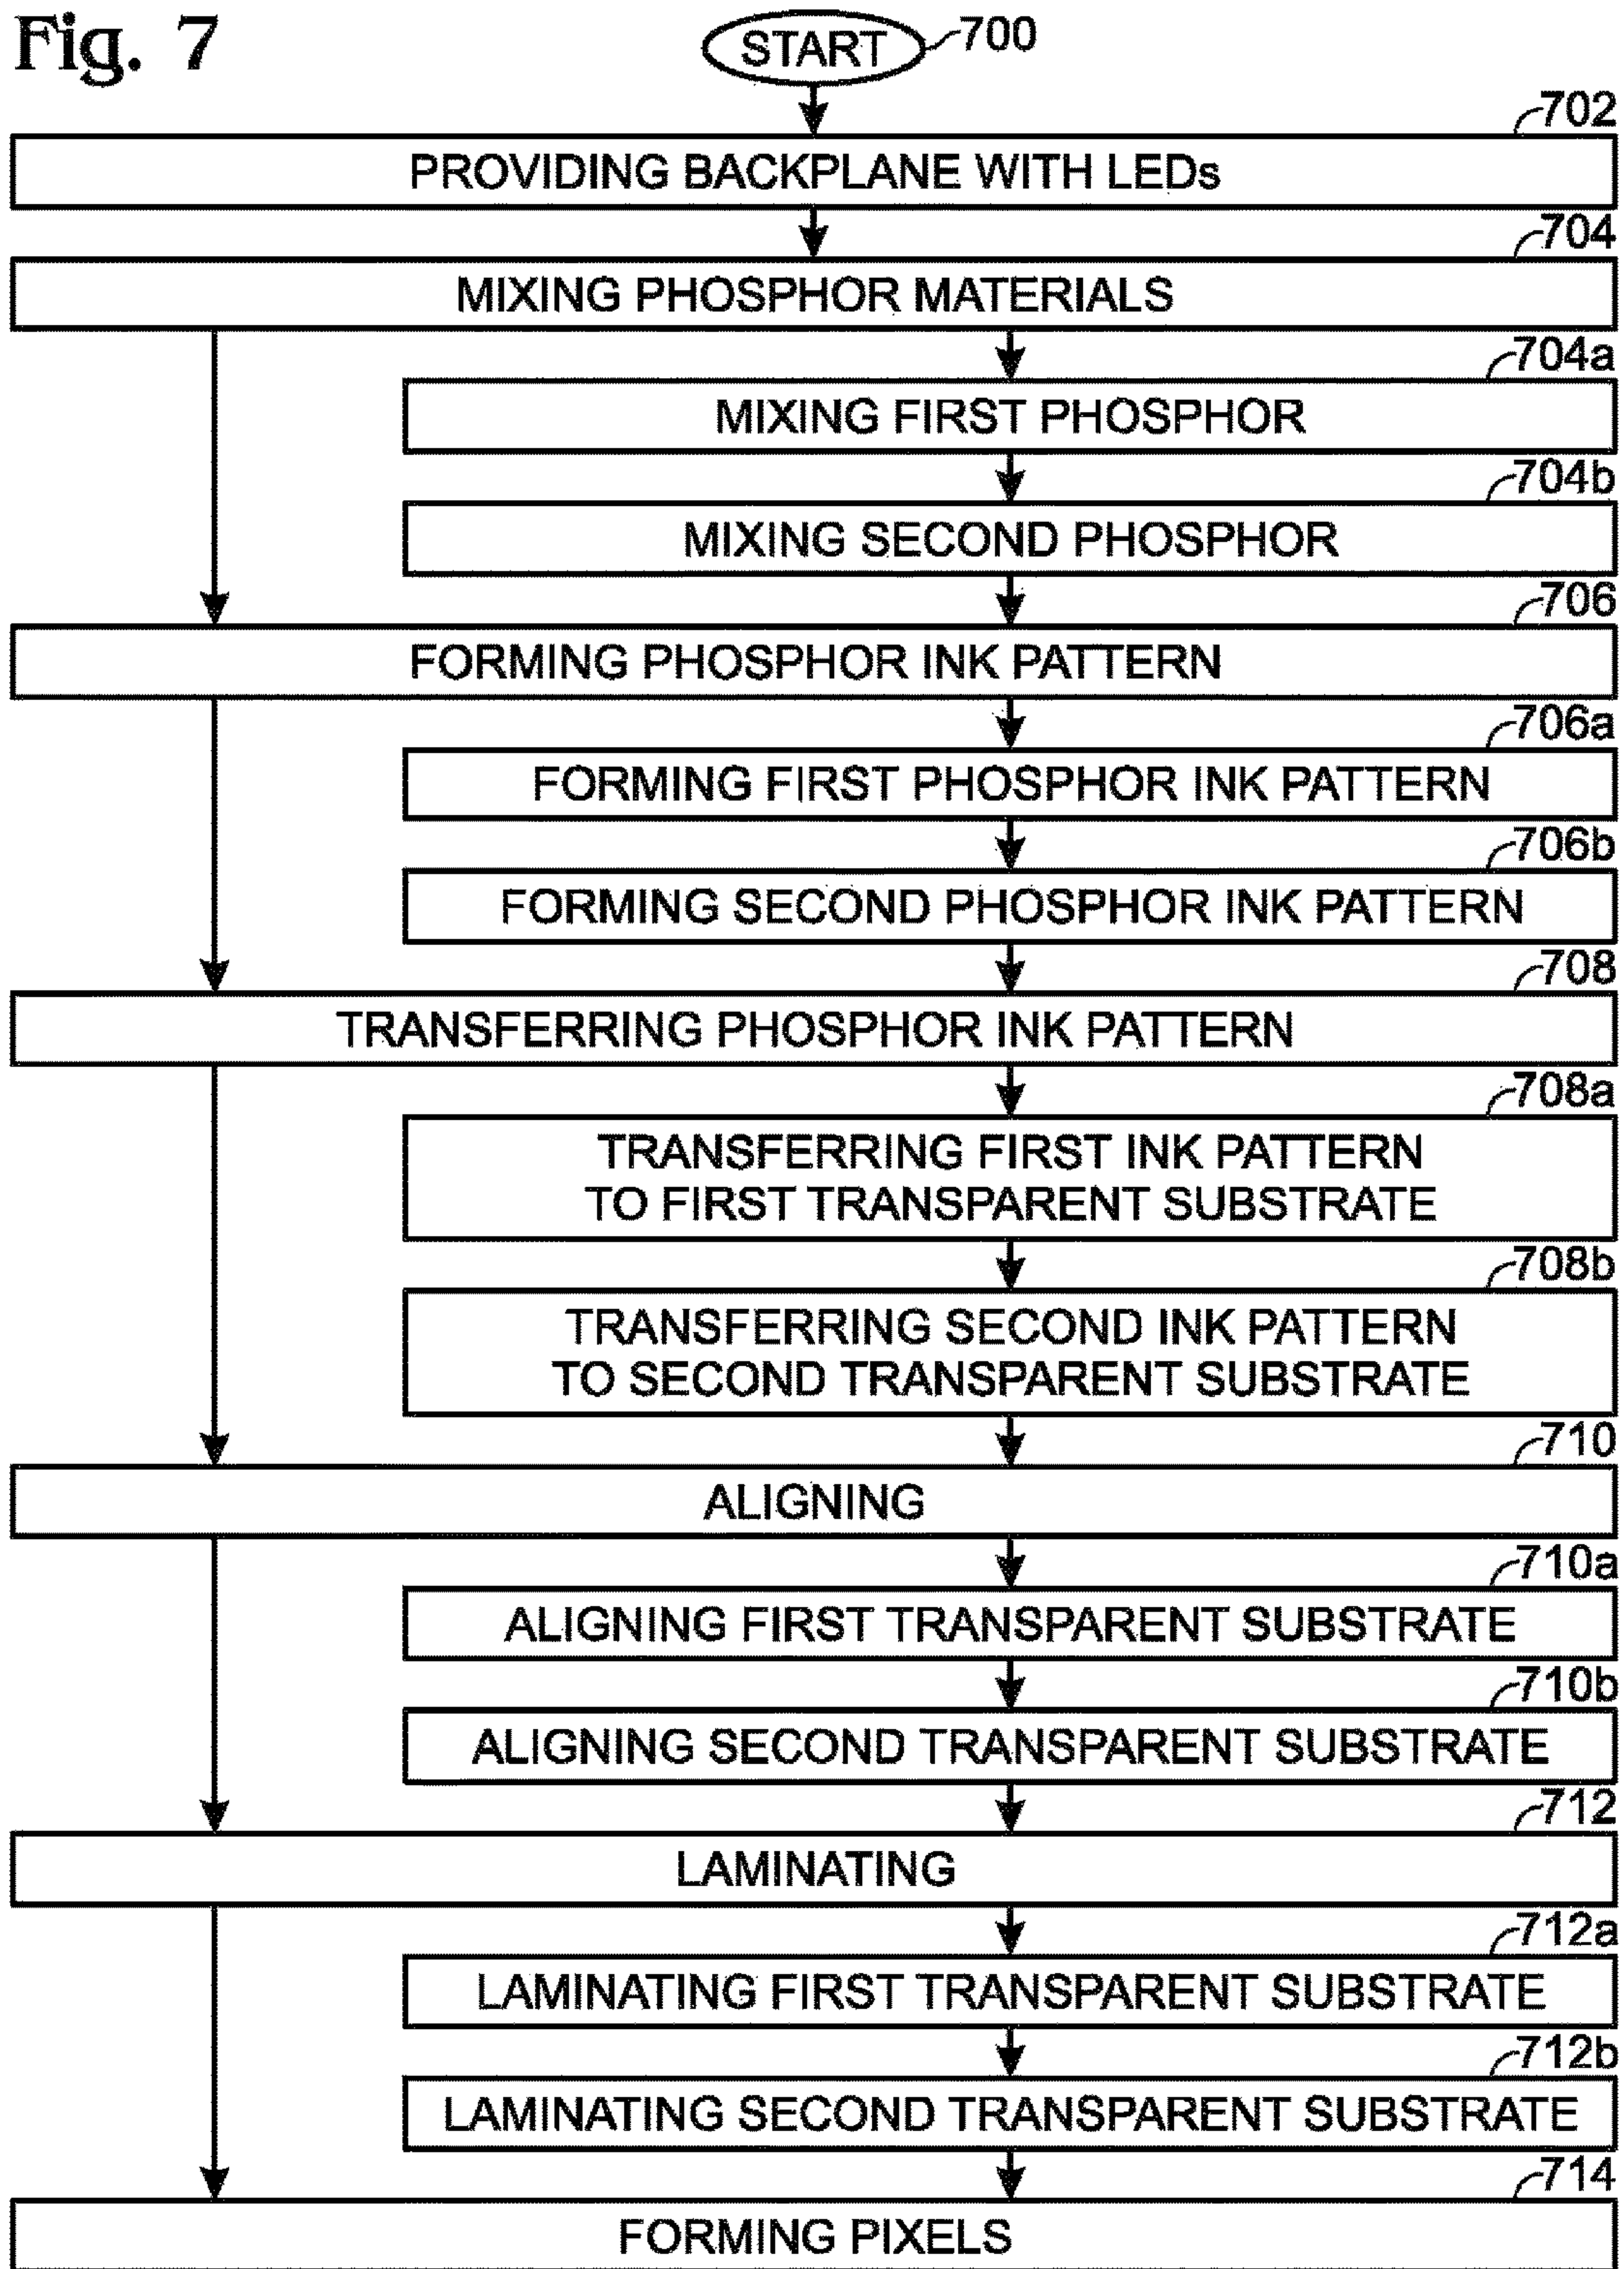 Fig. 7
START
700
702
PROVIDING BACKPLANE WITH LEDs
704
MIXING PHOSPHOR MATERIALS
704a
MIXING FIRST PHOSPHOR
704b
MIXING SECOND PHOSPHOR
706
FORMING PHOSPHOR INK PATTERN
706a
FORMING FIRST PHOSPHOR INK PATTERN
706b
FORMING SECOND PHOSPHOR INK PATTERN
708
TRANSFERRING PHOSPHOR INK PATTERN
708a
TRANSFERRING FIRST INK PATTERN
TO FIRST TRANSPARENT SUBSTRATE
708b
TRANSFERRING SECOND INK PATTERN
TO SECOND TRANSPARENT SUBSTRATE
710
ALIGNING
710a
ALIGNING FIRST TRANSPARENT SUBSTRATE
710b
ALIGNING SECOND TRANSPARENT SUBSTRATE
712
LAMINATING
712a
LAMINATING FIRST TRANSPARENT SUBSTRATE
712b
LAMINATING SECOND TRANSPARENT SUBSTRATE
714
FORMING PIXELS